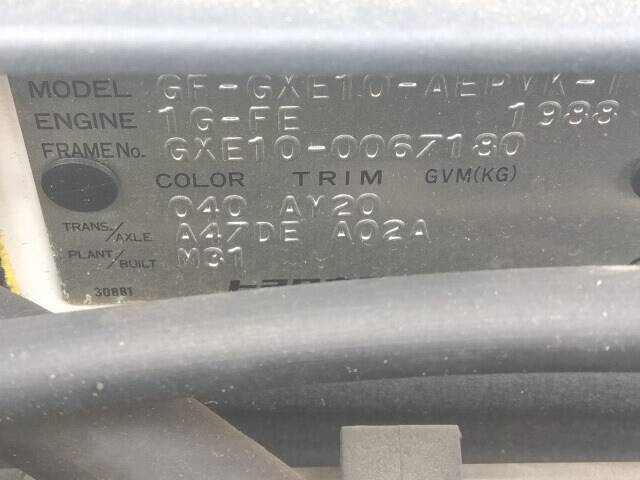 MODEL GF-GXE10-AEPVK-
ENGINE 1G-FE 1988
FRAME No. GXE10-0067180
COLOR TRIM GVM(KG)
040 AY20
TRANS./AXLE A47DE A02A
PLANT/BUILT M31
30881